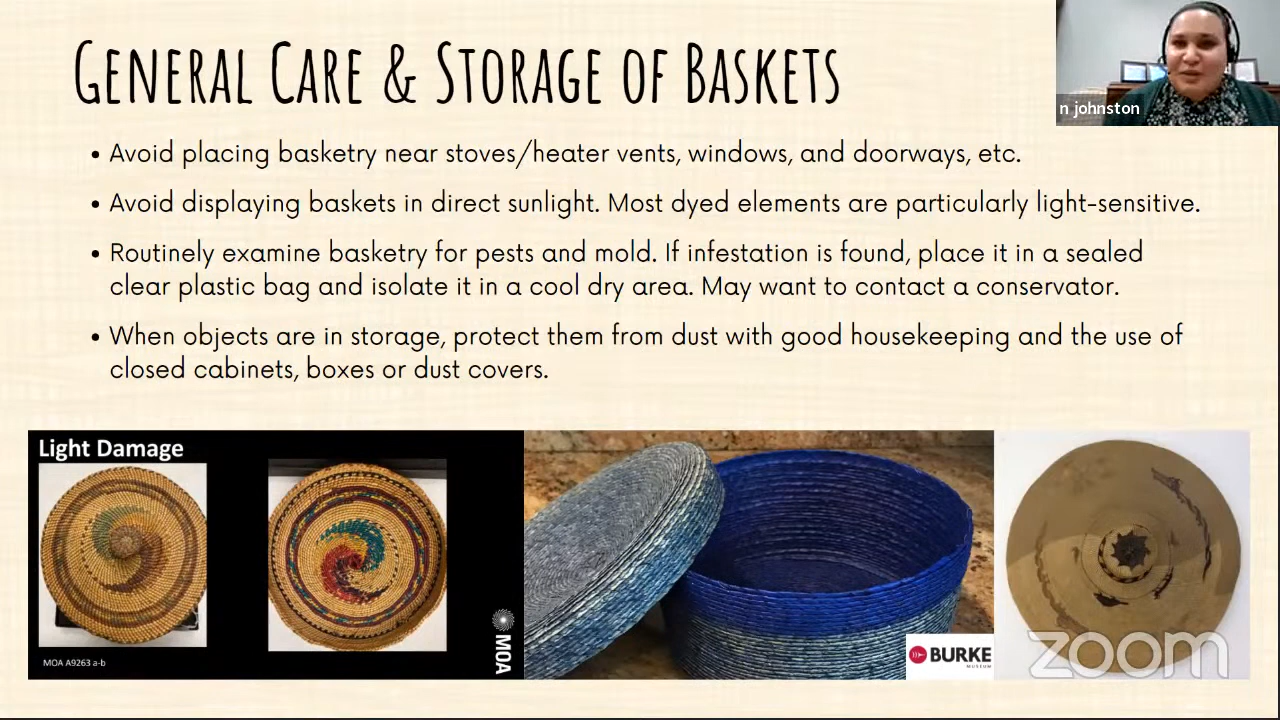 GENERAL CARE & STORAGE OF BASKETS
n johnston
• Avoid placing basketry near stoves/heater vents, windows, and doorways, etc.
• Avoid displaying baskets in direct sunlight. Most dyed elements are particularly light-sensitive.
• Routinely examine basketry for pests and mold. If infestation is found, place it in a sealed
clear plastic bag and isolate it in a cool dry area. May want to contact a conservator.
• When objects are in storage, protect them from dust with good housekeeping and the use of
closed cabinets, boxes or dust covers.
Light Damage
MOA A9263 a-b
MOA
BURKE
MUSEUM
zoom